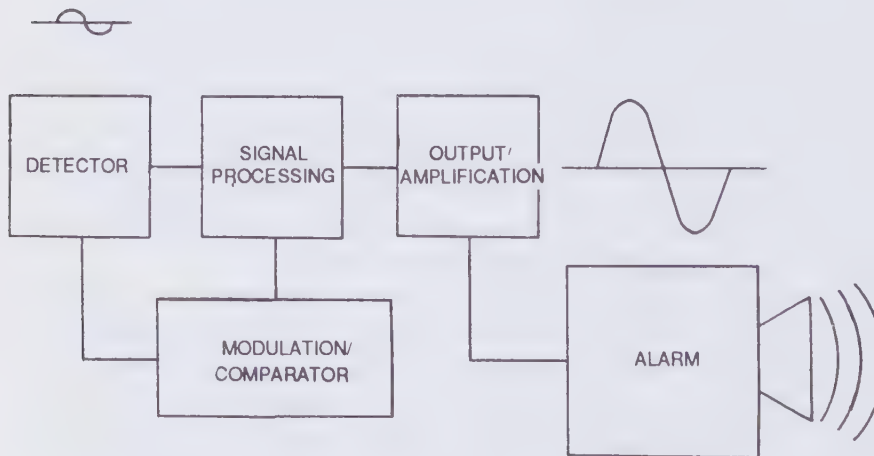 DETECTOR
SIGNAL
PROCESSING
OUTPUT/
AMPLIFICATION
MODULATION/
COMPARATOR
ALARM